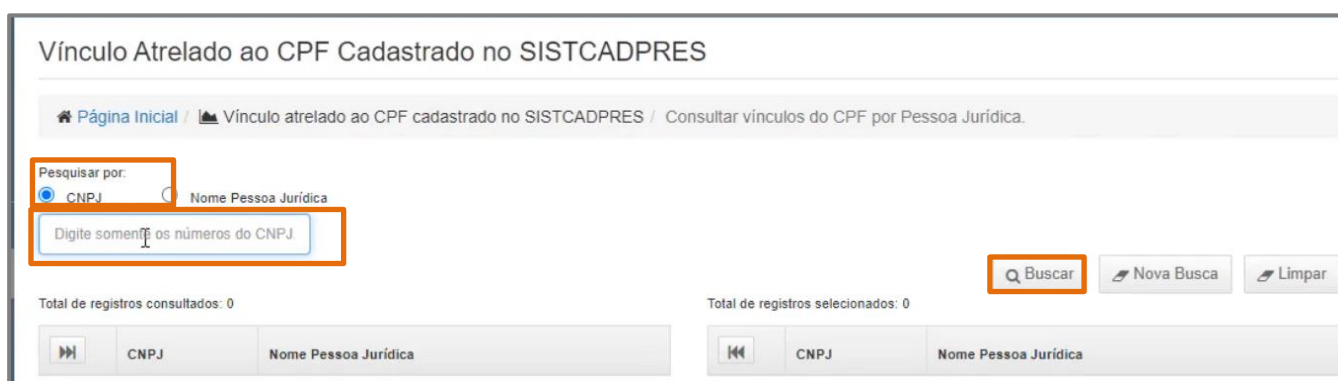 Vínculo Atrelado ao CPF Cadastrado no SISTCADPRES
Página Inicial / Vínculo atrelado ao CPF cadastrado no SISTCADPRES / Consultar vínculos do CPF por Pessoa Jurídica.
Pesquisar por:
CNPJ Nome Pessoa Jurídica
Digite somente os números do CNPJ.
Buscar Nova Busca Limpar
Total de registros consultados: 0 Total de registros selecionados: 0
CNPJ Nome Pessoa Jurídica CNPJ Nome Pessoa Jurídica